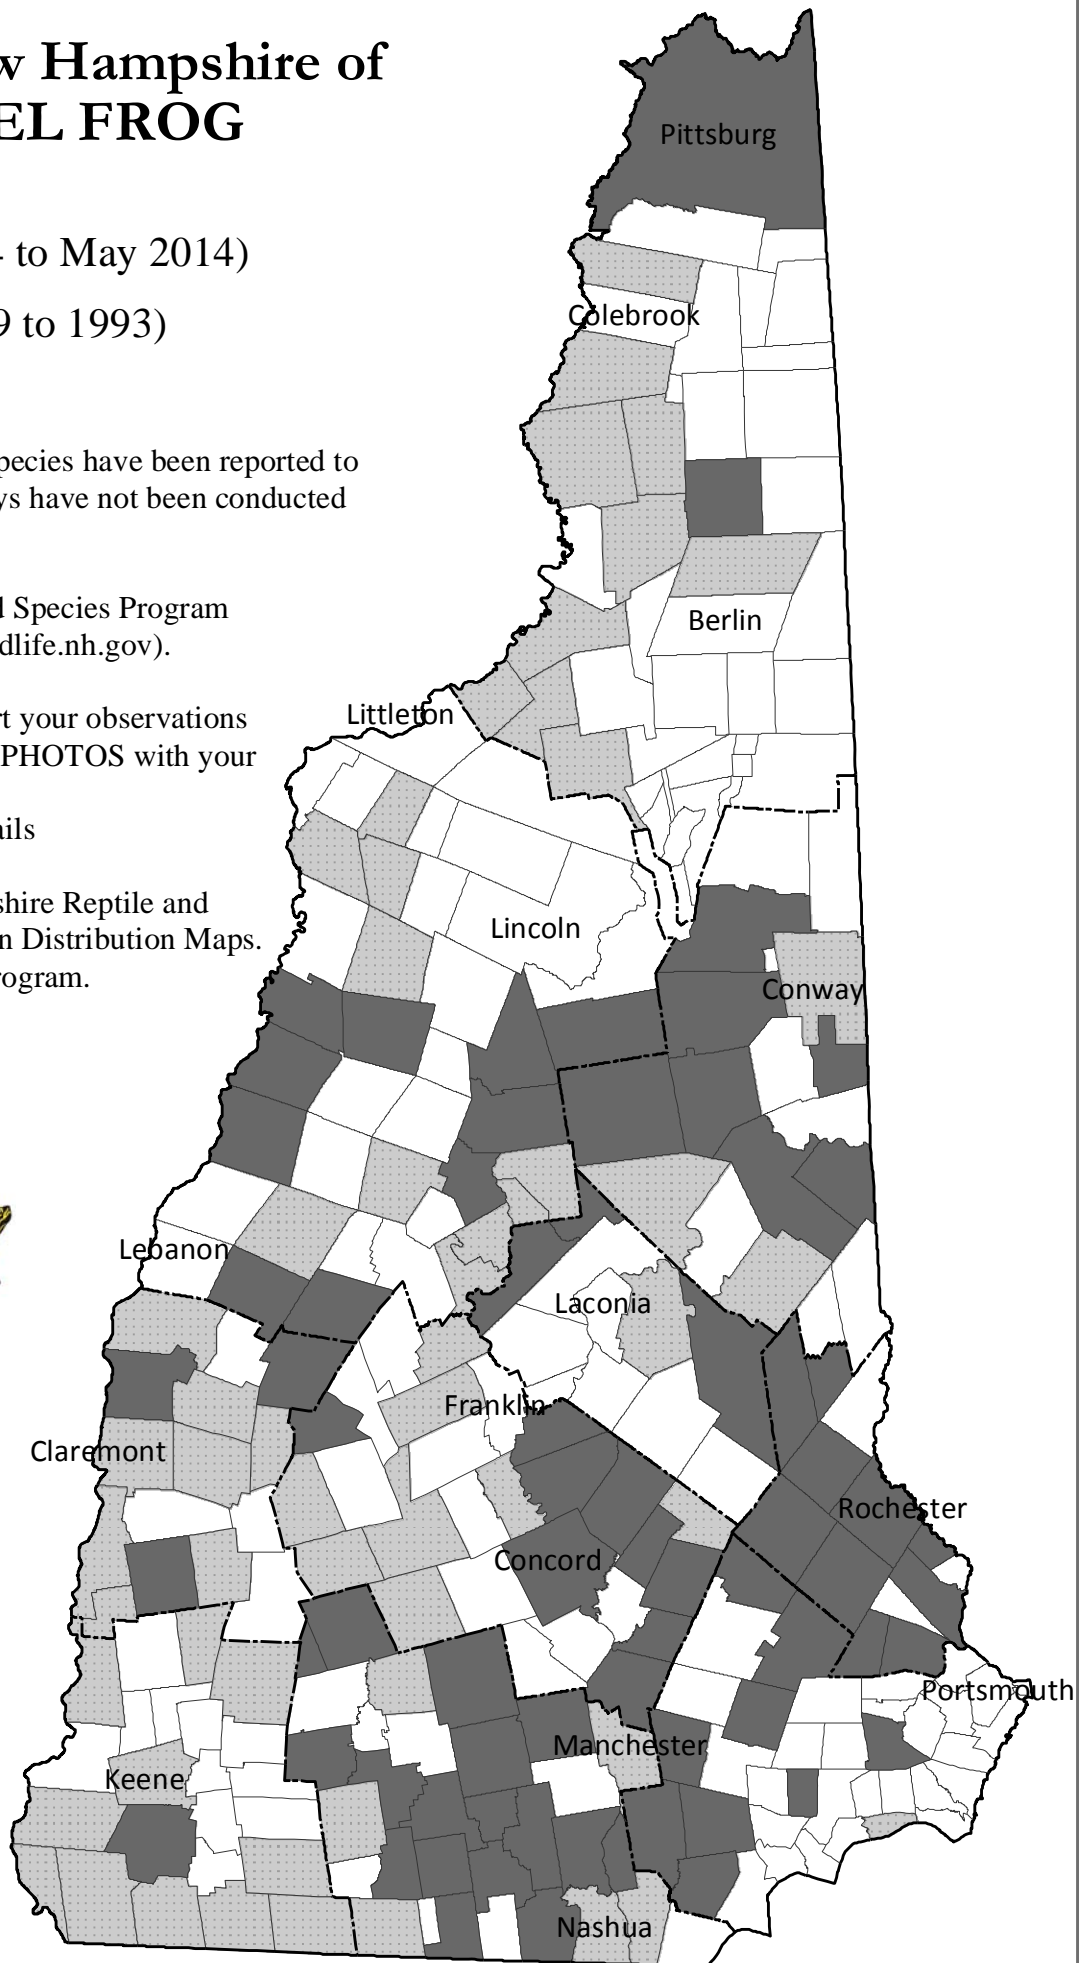 w Hampshire of
EL FROG
to May 2014)
9 to 1993)
pecies have been reported to
ys have not been conducted
d Species Program
dlife.nh.gov).
rt your observations
PHOTOS with your
ails
shire Reptile and
n Distribution Maps.
rogram.
Pittsburg
Colebrook
Berlin
Littleton
Lincoln
Conway
Lebanon
Laconia
Franklin
Claremont
Rochester
Concord
Portsmouth
Manchester
Keene
Nashua